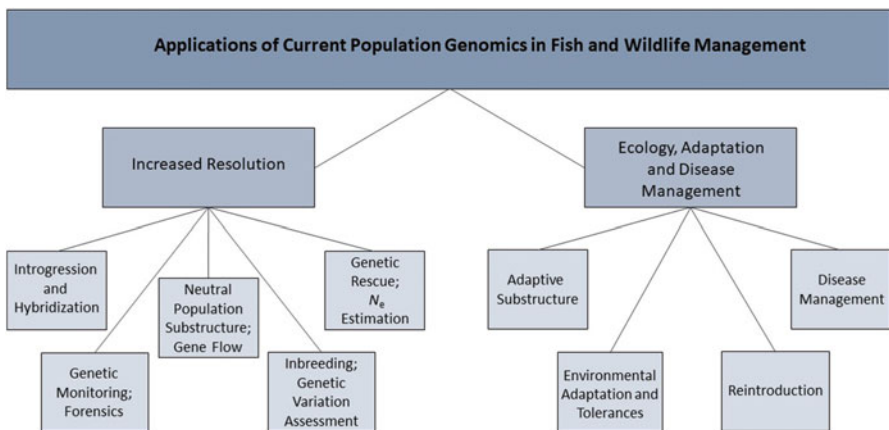 Applications of Current Population Genomics in Fish and Wildlife Management
Increased Resolution
Ecology, Adaptation
and Disease
Management
Introgression
and
Hybridization
Genetic
Monitoring;
Forensics
Neutral
Population
Substructure;
Gene Flow
Inbreeding;
Genetic
Variation
Assessment
Genetic
Rescue;
Nₑ
Estimation
Adaptive
Substructure
Environmental
Adaptation and
Tolerances
Reintroduction
Disease
Management